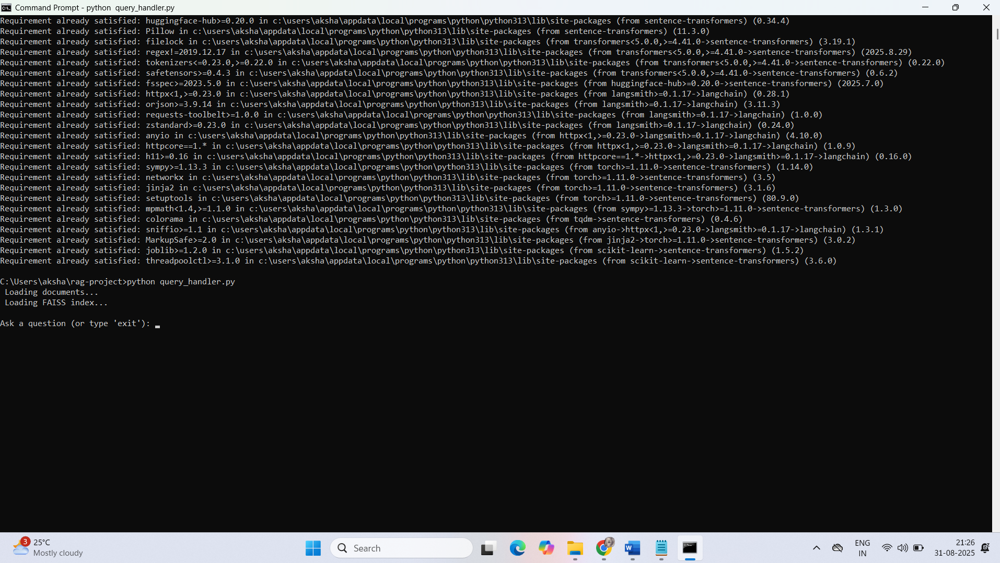 Command Prompt - python  query_handler.py
Requirement already satisfied: huggingface-hub>=0.20.0 in c:\users\aksha\appdata\local\programs\python\python313\lib\site-packages (from sentence-transformers) (0.34.4)
Requirement already satisfied: Pillow in c:\users\aksha\appdata\local\programs\python\python313\lib\site-packages (from sentence-transformers) (11.3.0)
Requirement already satisfied: filelock in c:\users\aksha\appdata\local\programs\python\python313\lib\site-packages (from transformers<5.0.0,>=4.41.0->sentence-transformers) (3.19.1)
Requirement already satisfied: regex!=2019.12.17 in c:\users\aksha\appdata\local\programs\python\python313\lib\site-packages (from transformers<5.0.0,>=4.41.0->sentence-transformers) (2025.8.29)
Requirement already satisfied: tokenizers<=0.23.0,>=0.22.0 in c:\users\aksha\appdata\local\programs\python\python313\lib\site-packages (from transformers<5.0.0,>=4.41.0->sentence-transformers) (0.22.0)
Requirement already satisfied: safetensors>=0.4.3 in c:\users\aksha\appdata\local\programs\python\python313\lib\site-packages (from transformers<5.0.0,>=4.41.0->sentence-transformers) (0.6.2)
Requirement already satisfied: fsspec>=2023.5.0 in c:\users\aksha\appdata\local\programs\python\python313\lib\site-packages (from huggingface-hub>=0.20.0->sentence-transformers) (2025.7.0)
Requirement already satisfied: httpx<1,>=0.23.0 in c:\users\aksha\appdata\local\programs\python\python313\lib\site-packages (from langsmith>=0.1.17->langchain) (0.28.1)
Requirement already satisfied: orjson>=3.9.14 in c:\users\aksha\appdata\local\programs\python\python313\lib\site-packages (from langsmith>=0.1.17->langchain) (3.11.3)
Requirement already satisfied: requests-toolbelt>=1.0.0 in c:\users\aksha\appdata\local\programs\python\python313\lib\site-packages (from langsmith>=0.1.17->langchain) (1.0.0)
Requirement already satisfied: zstandard>=0.23.0 in c:\users\aksha\appdata\local\programs\python\python313\lib\site-packages (from langsmith>=0.1.17->langchain) (0.24.0)
Requirement already satisfied: anyio in c:\users\aksha\appdata\local\programs\python\python313\lib\site-packages (from httpx<1,>=0.23.0->langsmith>=0.1.17->langchain) (4.10.0)
Requirement already satisfied: httpcore==1.* in c:\users\aksha\appdata\local\programs\python\python313\lib\site-packages (from httpx<1,>=0.23.0->langsmith>=0.1.17->langchain) (1.0.9)
Requirement already satisfied: h11>=0.16 in c:\users\aksha\appdata\local\programs\python\python313\lib\site-packages (from httpcore==1.*->httpx<1,>=0.23.0->langsmith>=0.1.17->langchain) (0.16.0)
Requirement already satisfied: sympy>=1.13.3 in c:\users\aksha\appdata\local\programs\python\python313\lib\site-packages (from torch>=1.11.0->sentence-transformers) (1.14.0)
Requirement already satisfied: networkx in c:\users\aksha\appdata\local\programs\python\python313\lib\site-packages (from torch>=1.11.0->sentence-transformers) (3.5)
Requirement already satisfied: jinja2 in c:\users\aksha\appdata\local\programs\python\python313\lib\site-packages (from torch>=1.11.0->sentence-transformers) (3.1.6)
Requirement already satisfied: setuptools in c:\users\aksha\appdata\local\programs\python\python313\lib\site-packages (from torch>=1.11.0->sentence-transformers) (80.9.0)
Requirement already satisfied: mpmath<1.4,>=1.1.0 in c:\users\aksha\appdata\local\programs\python\python313\lib\site-packages (from sympy>=1.13.3->torch>=1.11.0->sentence-transformers) (1.3.0)
Requirement already satisfied: colorama in c:\users\aksha\appdata\local\programs\python\python313\lib\site-packages (from tqdm->sentence-transformers) (0.4.6)
Requirement already satisfied: sniffio>=1.1 in c:\users\aksha\appdata\local\programs\python\python313\lib\site-packages (from anyio->httpx<1,>=0.23.0->langsmith>=0.1.17->langchain) (1.3.1)
Requirement already satisfied: MarkupSafe>=2.0 in c:\users\aksha\appdata\local\programs\python\python313\lib\site-packages (from jinja2->torch>=1.11.0->sentence-transformers) (3.0.2)
Requirement already satisfied: joblib>=1.2.0 in c:\users\aksha\appdata\local\programs\python\python313\lib\site-packages (from scikit-learn->sentence-transformers) (1.5.2)
Requirement already satisfied: threadpoolctl>=3.1.0 in c:\users\aksha\appdata\local\programs\python\python313\lib\site-packages (from scikit-learn->sentence-transformers) (3.6.0)
C:\Users\aksha\rag-project>python query_handler.py
Loading documents...
Loading FAISS index...
Ask a question (or type 'exit'):
3
25°C
Mostly cloudy
Search
ENG
IN
21:26
31-08-2025